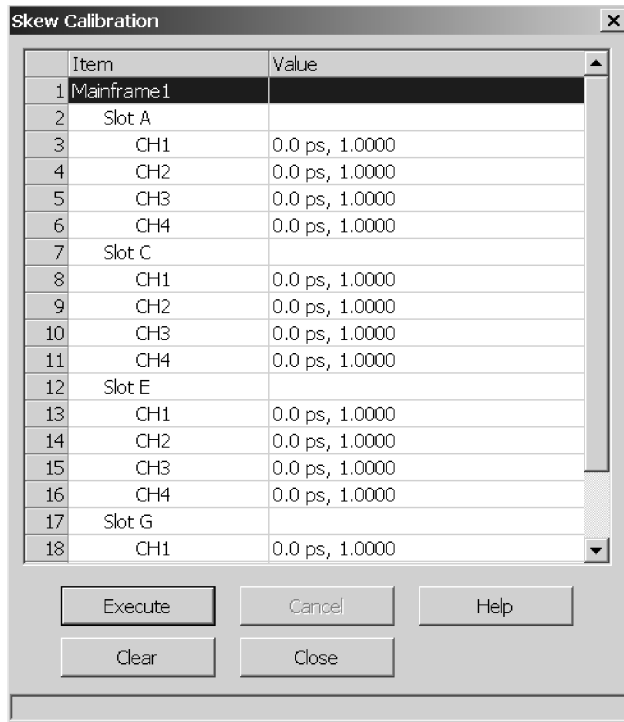 Skew Calibration
Item Value
1 Mainframe1
2 Slot A
3 CH1 0.0 ps, 1.0000
4 CH2 0.0 ps, 1.0000
5 CH3 0.0 ps, 1.0000
6 CH4 0.0 ps, 1.0000
7 Slot C
8 CH1 0.0 ps, 1.0000
9 CH2 0.0 ps, 1.0000
10 CH3 0.0 ps, 1.0000
11 CH4 0.0 ps, 1.0000
12 Slot E
13 CH1 0.0 ps, 1.0000
14 CH2 0.0 ps, 1.0000
15 CH3 0.0 ps, 1.0000
16 CH4 0.0 ps, 1.0000
17 Slot G
18 CH1 0.0 ps, 1.0000
Execute Cancel Help
Clear Close